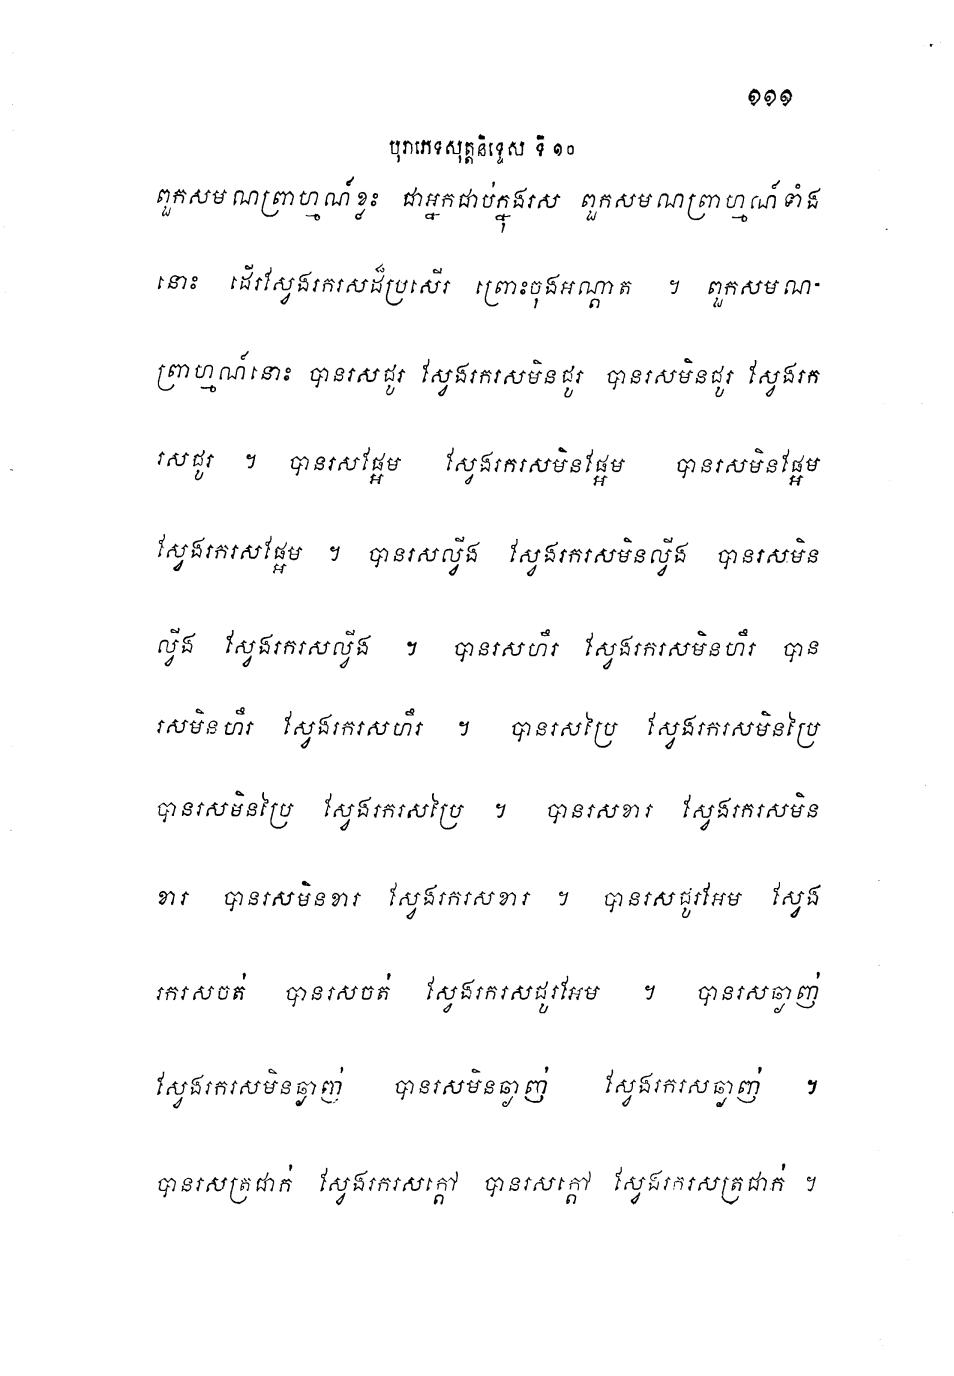 ១១១
បុរាភេទសុត្តនិទ្ទេស ទី ១០
ពួកសមណព្រាហ្មណ៍ខ្លះ ជាអ្នកជាប់ក្នុងរស ពួកសមណព្រាហ្មណ៍ទាំង
នោះ ដើរស្វែងរករសដ៏ប្រសើរ ព្រោះចុងអណ្តាត ។ ពួកសមណ-
ព្រាហ្មណ៍នោះ បានរសជូរ ស្វែងរករសមិនជូរ បានរសមិនជូរ ស្វែងរក
រសជូរ ។ បានរសផ្អែម ស្វែងរករសមិនផ្អែម បានរសមិនផ្អែម
ស្វែងរករសផ្អែម ។ បានរសល្វីង ស្វែងរករសមិនល្វីង បានរសមិន
ល្វីង ស្វែងរករសល្វីង ។ បានរសហឹរ ស្វែងរករសមិនហឹរ បាន
រសមិនហឹរ ស្វែងរករសហឹរ ។ បានរសប្រៃ ស្វែងរករសមិនប្រៃ
បានរសមិនប្រៃ ស្វែងរករសប្រៃ ។ បានរសខារ ស្វែងរករសមិន
ខារ បានរសមិនខារ ស្វែងរករសខារ ។ បានរសជូរអែម ស្វែង
រករសចត់ បានរសចត់ ស្វែងរករសជូរអែម ។ បានរសឆ្ងាញ់
ស្វែងរករសមិនឆ្ងាញ់ បានរសមិនឆ្ងាញ់ ស្វែងរករសឆ្ងាញ់ ។
បានរសត្រជាក់ ស្វែងរករសក្តៅ បានរសក្តៅ ស្វែងរករសត្រជាក់ ។